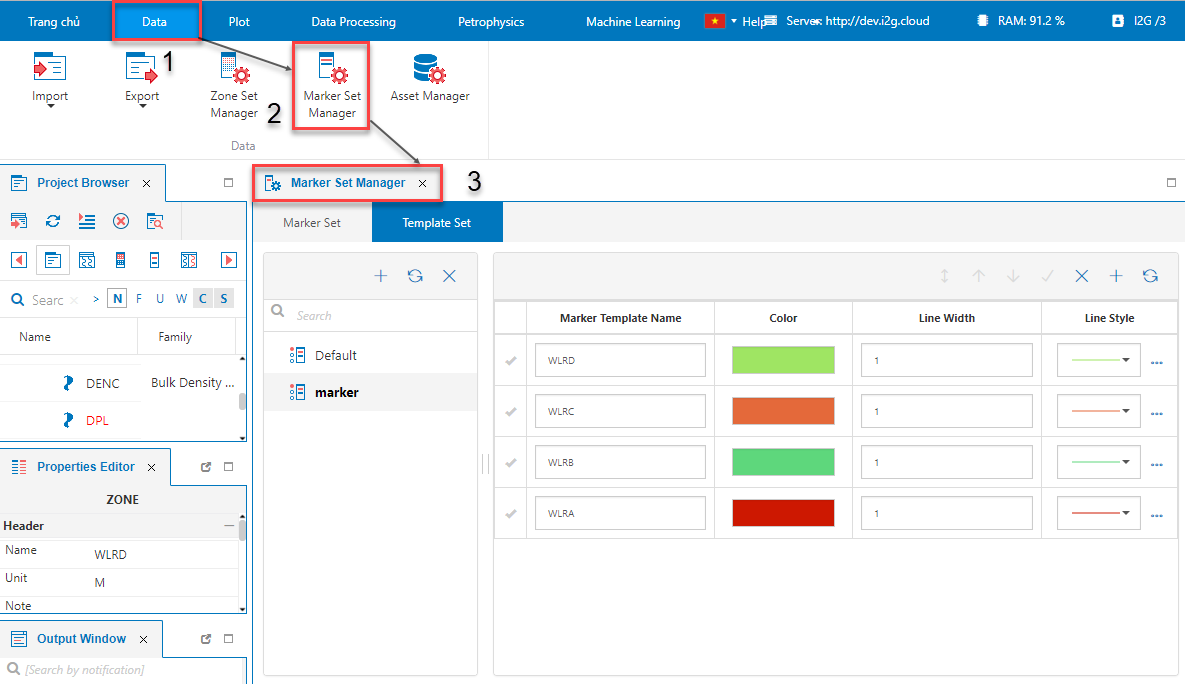 Trang chủ Data Plot Data Processing Petrophysics Machine Learning Help Server: http://dev.i2g.cloud RAM: 91.2 % I2G /3
1
Import Export Zone Set Manager 2 Marker Set Manager Asset Manager
Data
Project Browser
Marker Set Manager 3
Marker Set Template Set
Searc > N F U W C S
Name Family
DENC Bulk Density ...
DPL
Properties Editor
ZONE
Header
Name WLRD
Unit M
Note
Output Window
[Search by notification]
Search
Default
marker
Marker Template Name Color Line Width Line Style
WLRD 1 ...
WLRC 1 ...
WLRB 1 ...
WLRA 1 ...